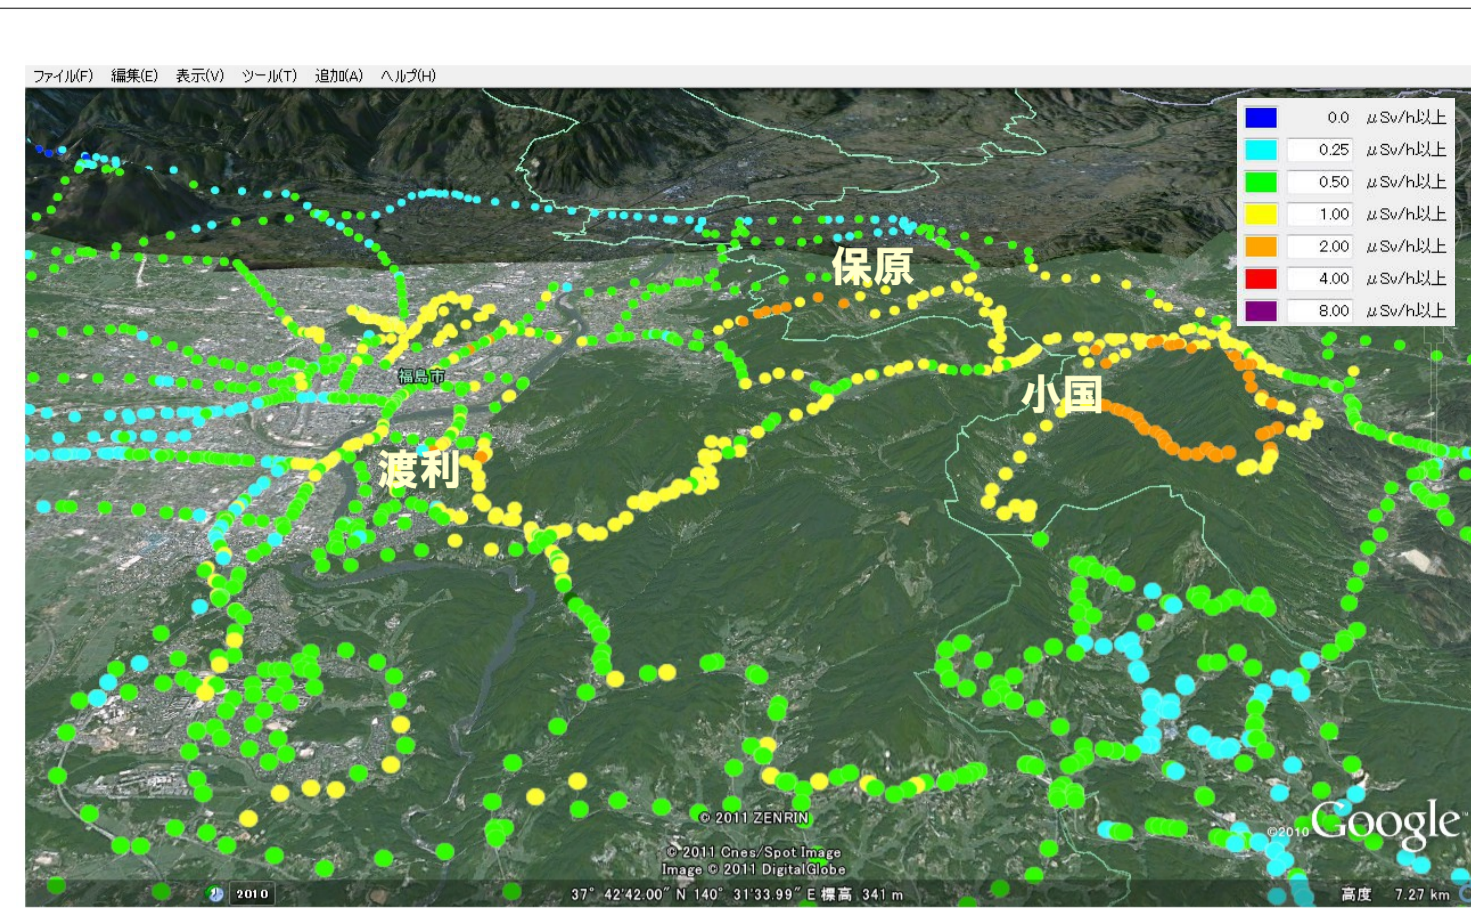 ファイル(F) 編集(E) 表示(V) ツール(T) 追加(A) ヘルプ(H)
0.0 μSv/h以上
0.25 μSv/h以上
0.50 μSv/h以上
1.00 μSv/h以上
2.00 μSv/h以上
4.00 μSv/h以上
8.00 μSv/h以上
保原
福島市
小国
渡利
© 2011 ZENRIN
©2010 Google
© 2011 Cnes/Spot Image
Image © 2011 DigitalGlobe
2010
37° 42'42.00" N 140° 31'33.99" E 標高 341 m
高度 7.27 km